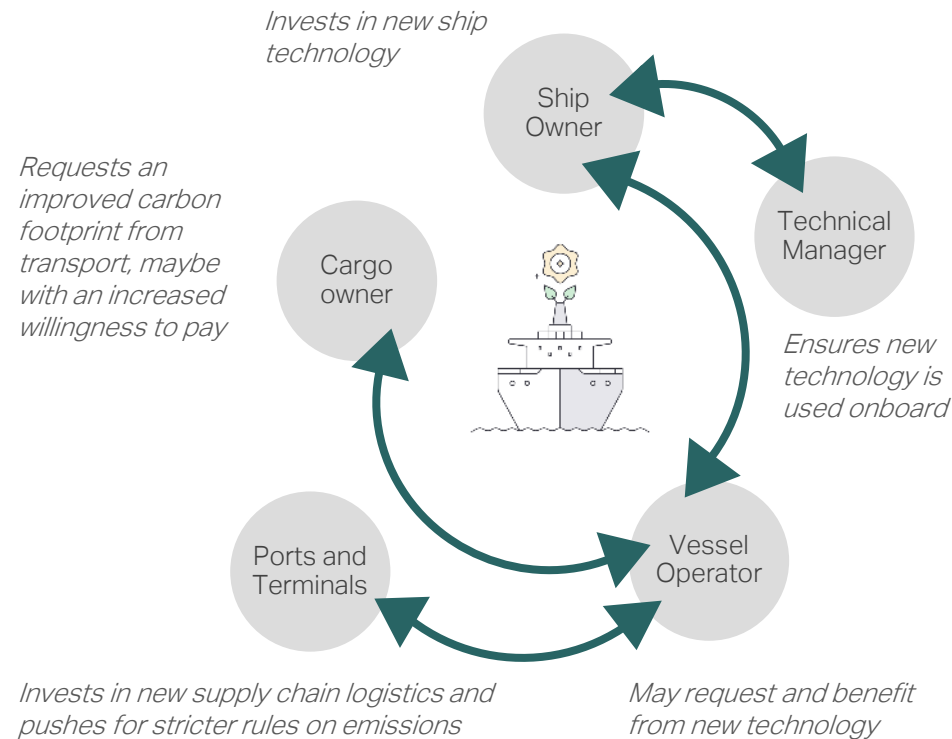 Invests in new ship
technology
Ship
Owner
Technical
Manager
Requests an
improved carbon
footprint from
transport, maybe
with an increased
willingness to pay
Cargo
owner
Ensures new
technology is
used onboard
Ports and
Terminals
Vessel
Operator
Invests in new supply chain logistics and
pushes for stricter rules on emissions
May request and benefit
from new technology